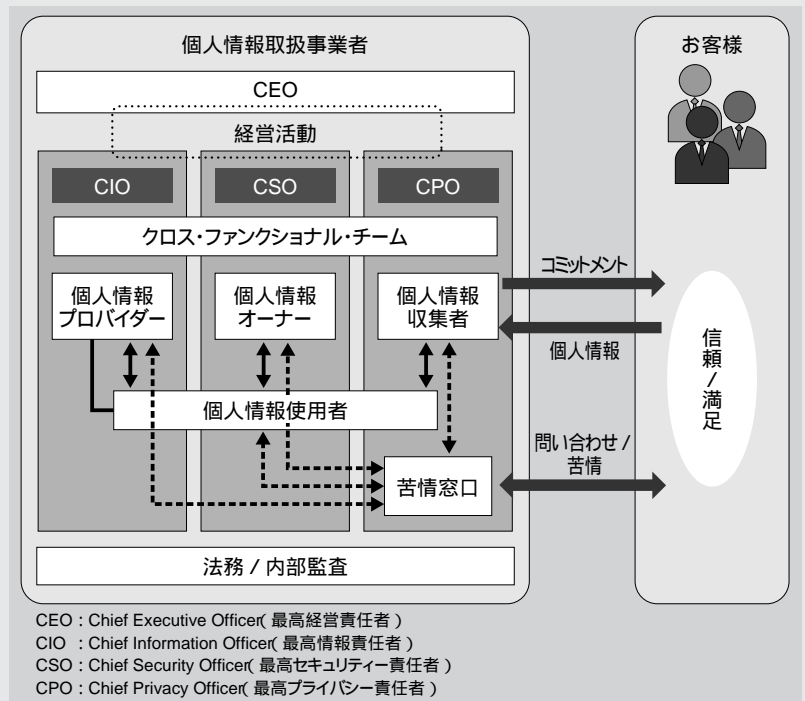 個人情報取扱事業者
お客様
CEO
経営活動
CIO
CSO
CPO
クロス・ファンクショナル・チーム
個人情報
プロバイダー
個人情報
オーナー
個人情報
収集者
コミットメント
個人情報
信頼/満足
個人情報使用者
問い合わせ /
苦情
苦情窓口
法務 / 内部監査
CEO : Chief Executive Officer( 最高経営責任者 )
CIO : Chief Information Officer( 最高情報責任者 )
CSO : Chief Security Officer( 最高セキュリティー責任者 )
CPO : Chief Privacy Officer( 最高プライバシー責任者 )